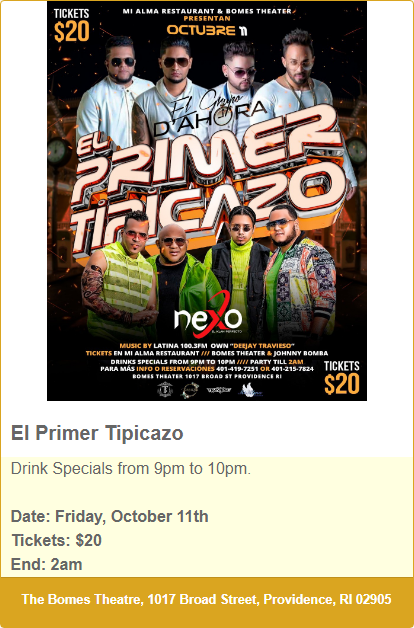 MI ALMA RESTAURANT & BOMES THEATER
PRESENTAN
TICKETS
$20
OCTUBRE 11
El Grupo
D'AHORA
EL
PRIMER
TIPICAZO
nexo
MUSIC BY LATINA 100.3FM OWN "DEEJAY TRAVIESO"
TICKETS EN MI ALMA RESTAURANT /// BOMES THEATER & JOHNNY BOMBA
DRINKS SPECIALS FROM 9PM TO 10PM //// PARTY TILL 2AM
PARA MÁS INFO O RESERVACIONES 401-419-7251 OR 401-215-7824
BOMES THEATER 1017 BROAD ST PROVIDENCE RI
TICKETS
$20
El Primer Tipicazo
Drink Specials from 9pm to 10pm.
Date: Friday, October 11th
Tickets: $20
End: 2am
The Bomes Theatre, 1017 Broad Street, Providence, RI 02905